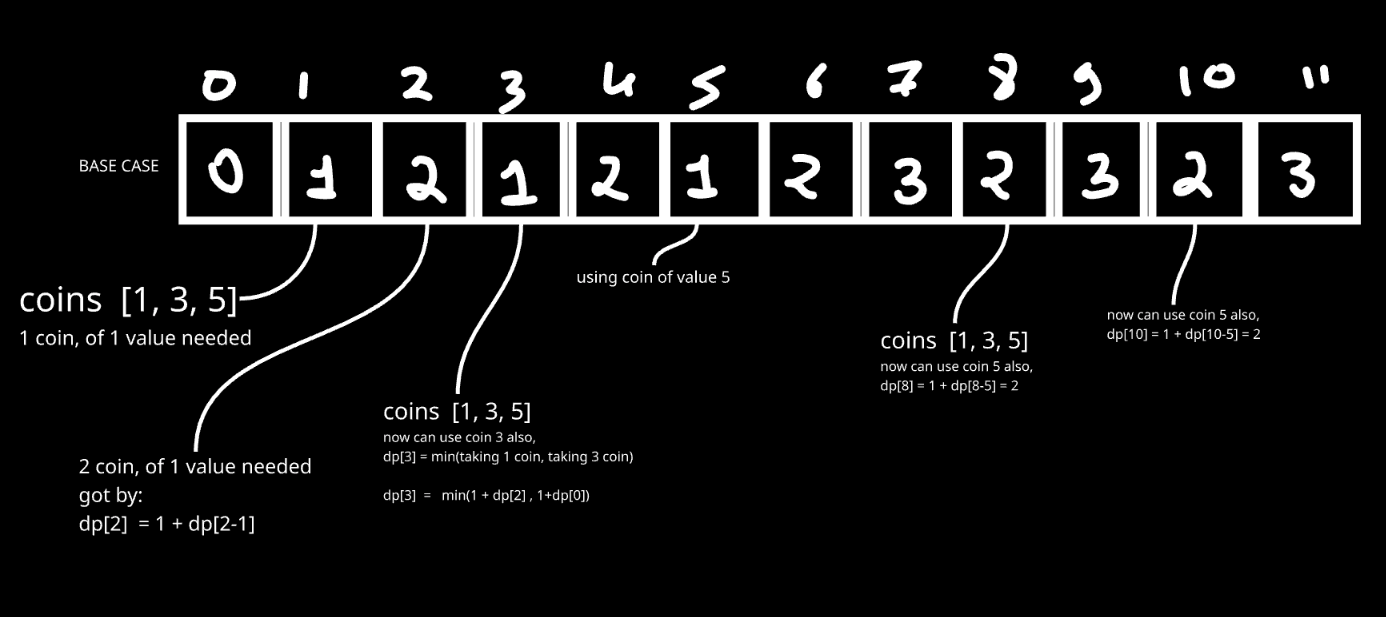 0 1 2 3 4 5 6 7 8 9 10 11
BASE CASE
0 1 2 1 2 1 2 3 2 3 2 3
coins [1, 3, 5]
1 coin, of 1 value needed
2 coin, of 1 value needed
got by:
dp[2] = 1 + dp[2-1]
coins [1, 3, 5]
now can use coin 3 also,
dp[3] = min(taking 1 coin, taking 3 coin)
dp[3] = min(1 + dp[2] , 1+dp[0])
using coin of value 5
coins [1, 3, 5]
now can use coin 5 also,
dp[8] = 1 + dp[8-5] = 2
now can use coin 5 also,
dp[10] = 1 + dp[10-5] = 2